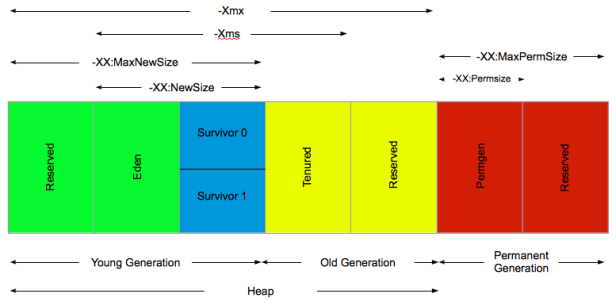 -Xmx
-Xms
-XX:MaxNewSize
-XX:MaxPermSize
-XX:NewSize
-XX:Permsize
Reserved
Eden
Survivor 0
Survivor 1
Tenured
Reserved
Permgen
Reserved
Young Generation
Old Generation
Permanent
Generation
Heap